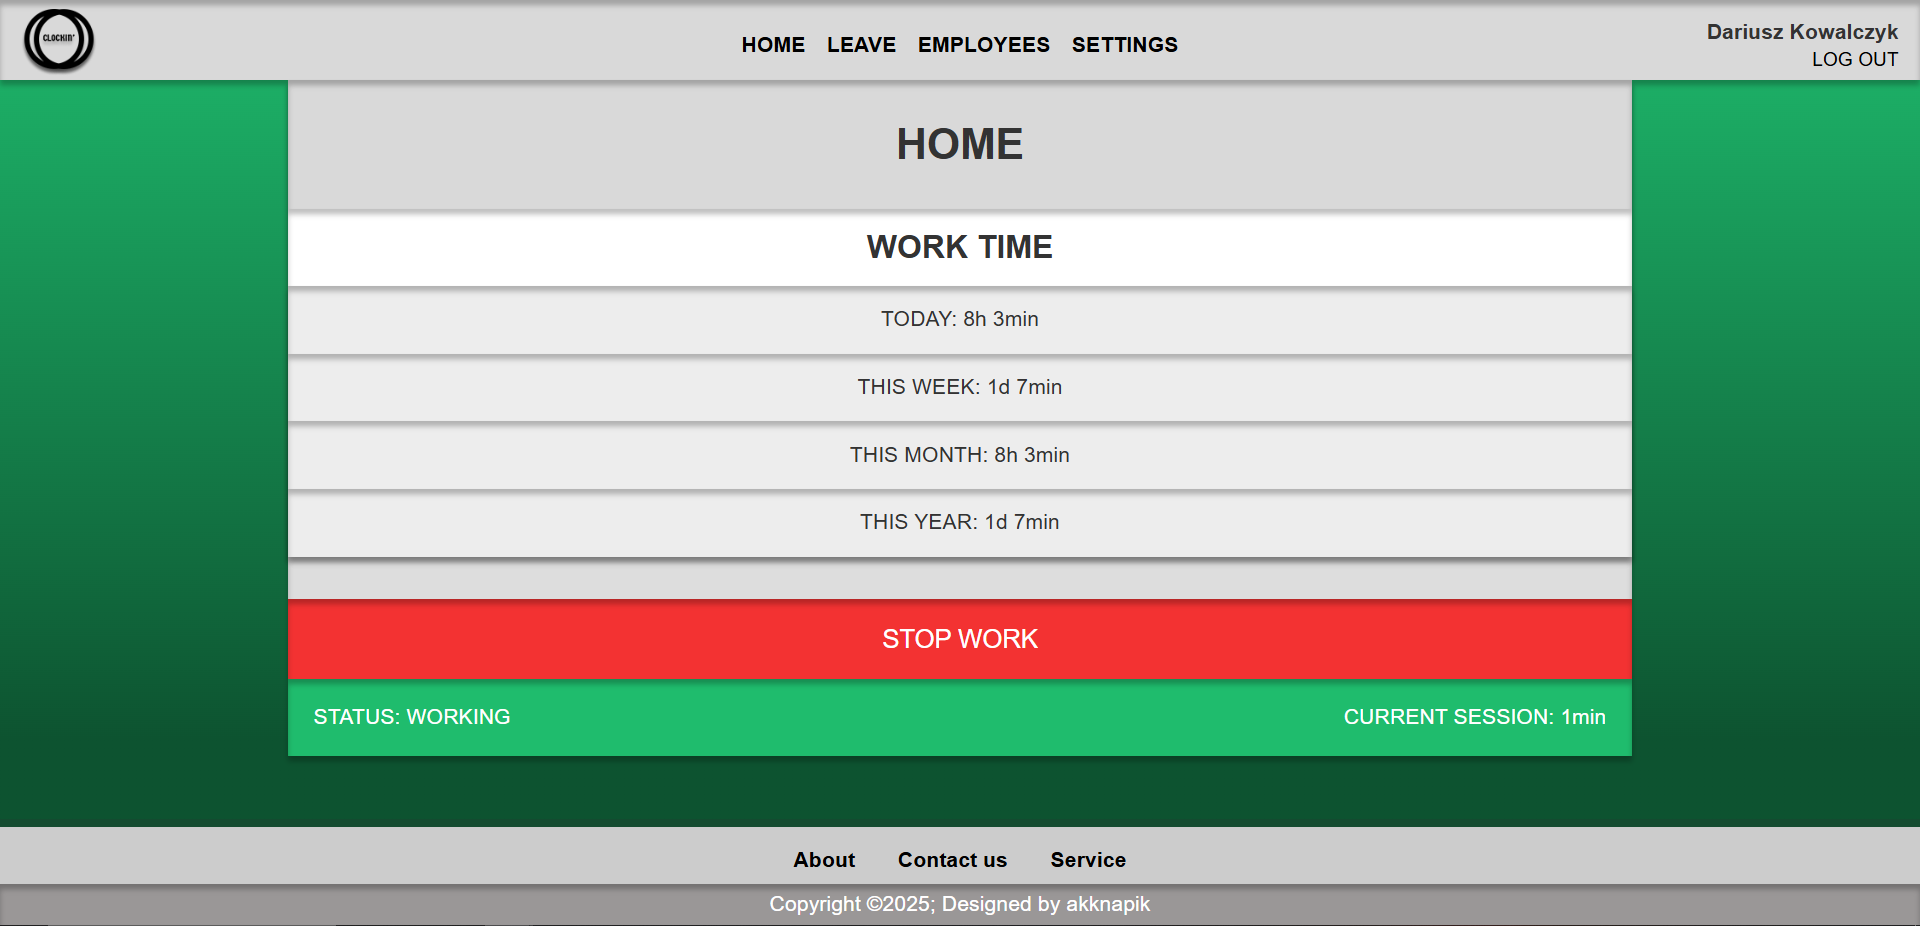 CLOCKIN'
HOME LEAVE EMPLOYEES SETTINGS
Dariusz Kowalczyk
LOG OUT
HOME
WORK TIME
TODAY: 8h 3min
THIS WEEK: 1d 7min
THIS MONTH: 8h 3min
THIS YEAR: 1d 7min
STOP WORK
STATUS: WORKING
CURRENT SESSION: 1min
About Contact us Service
Copyright ©2025; Designed by akknapik